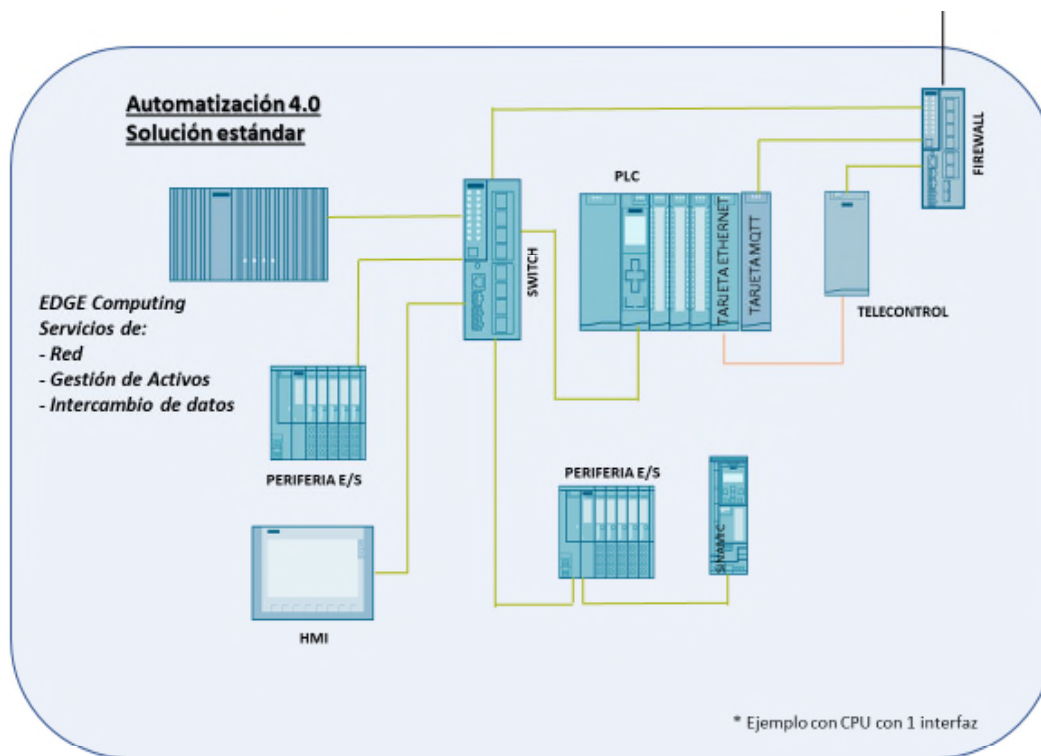 Automatización 4.0
Solución estándar
FIREWALL
PLC
TARJETA ETHERNET
TARJETA MQTT
SWITCH
TELECONTROL
EDGE Computing
Servicios de:
- Red
- Gestión de Activos
- Intercambio de datos
PERIFERIA E/S
PERIFERIA E/S
SINAMIC
HMI
* Ejemplo con CPU con 1 interfaz